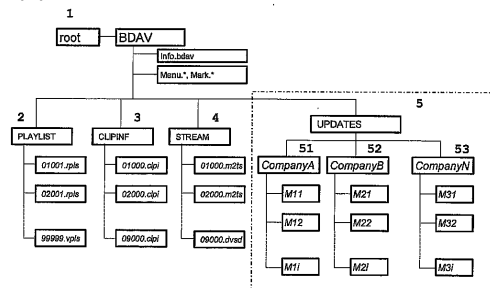 1
root BDAV
Info.bdav
Menu.*, Mark.*
2 3 4 5
PLAYLIST CLIPINF STREAM UPDATES
51 52 53
CompanyA CompanyB CompanyN
01001.rpls 01000.clpi 01000.m2ts M11 M21 M31
02001.rpls 02000.clpi 02000.m2ts M12 M22 M32
99999.vpls 09000.clpi 09000.dvsd M1i M2i M3i